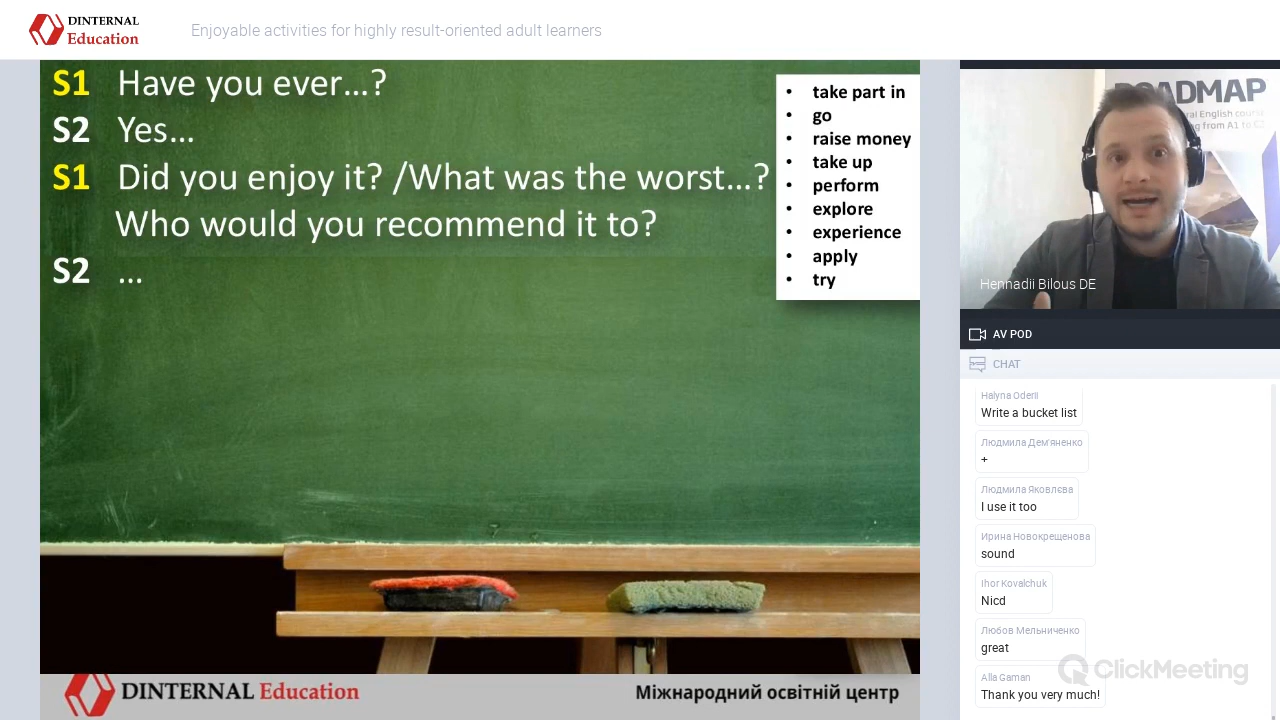 DINTERNAL
Education
Enjoyable activities for highly result-oriented adult learners
S1 Have you ever...?
S2 Yes...
S1 Did you enjoy it? /What was the worst...?
Who would you recommend it to?
S2 ...
• take part in
• go
• raise money
• take up
• perform
• explore
• experience
• apply
• try
DINTERNAL Education
Міжнародний освітній центр
ROADMAP
Hennadii Bilous DE
AV POD
CHAT
Halyna Oderii
Write a bucket list
Людмила Дем'яненко
+
Людмила Яковлєва
I use it too
Ирина Новокрещенова
sound
Ihor Kovalchuk
Nicd
Любов Мельниченко
great
Alla Gaman
Thank you very much!
ClickMeeting